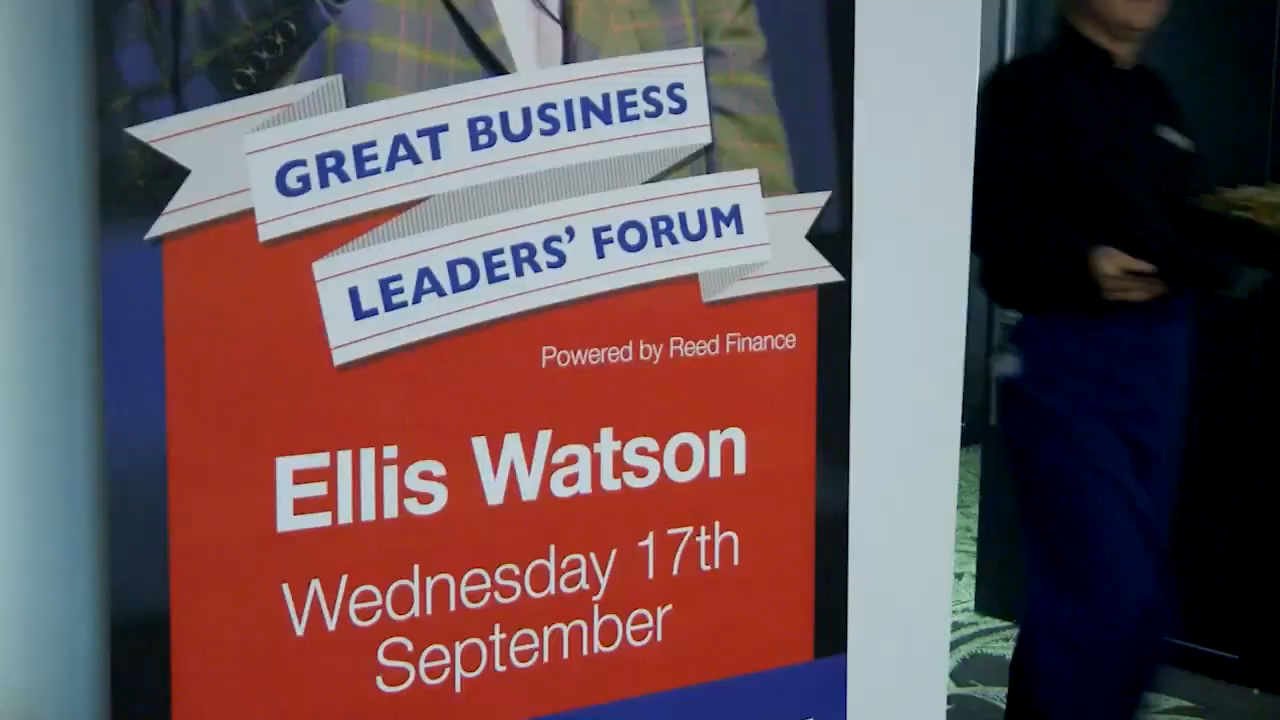 GREAT BUSINESS
LEADERS' FORUM
Powered by Reed Finance
Ellis Watson
Wednesday 17th
September